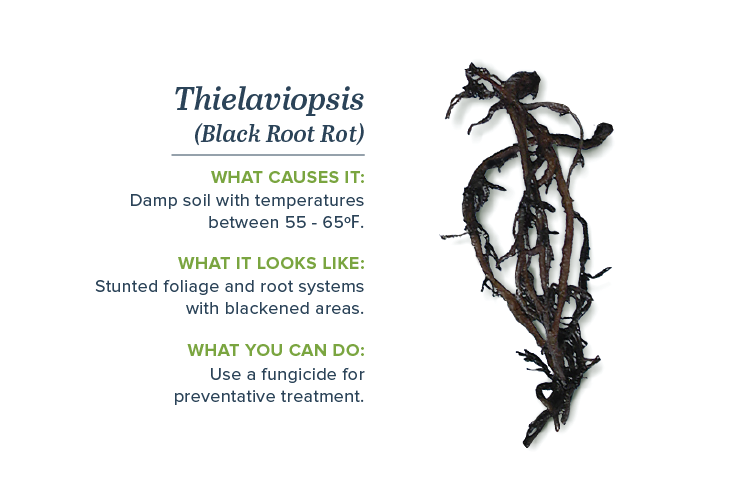 Thielaviopsis
(Black Root Rot)
WHAT CAUSES IT:
Damp soil with temperatures
between 55 - 65ºF.
WHAT IT LOOKS LIKE:
Stunted foliage and root systems
with blackened areas.
WHAT YOU CAN DO:
Use a fungicide for
preventative treatment.